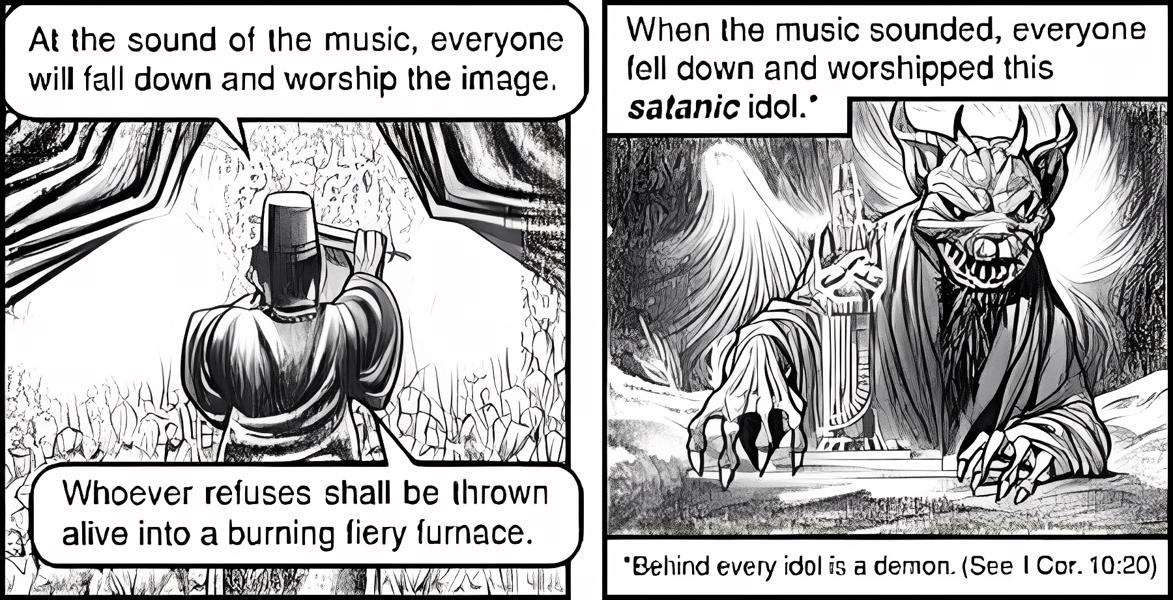 At the sound of the music, everyone
will fall down and worship the image.
Whoever refuses shall be thrown
alive into a burning fiery furnace.
When the music sounded, everyone
fell down and worshipped this
satanic idol.*
*Behind every idol is a demon. (See I Cor. 10:20)